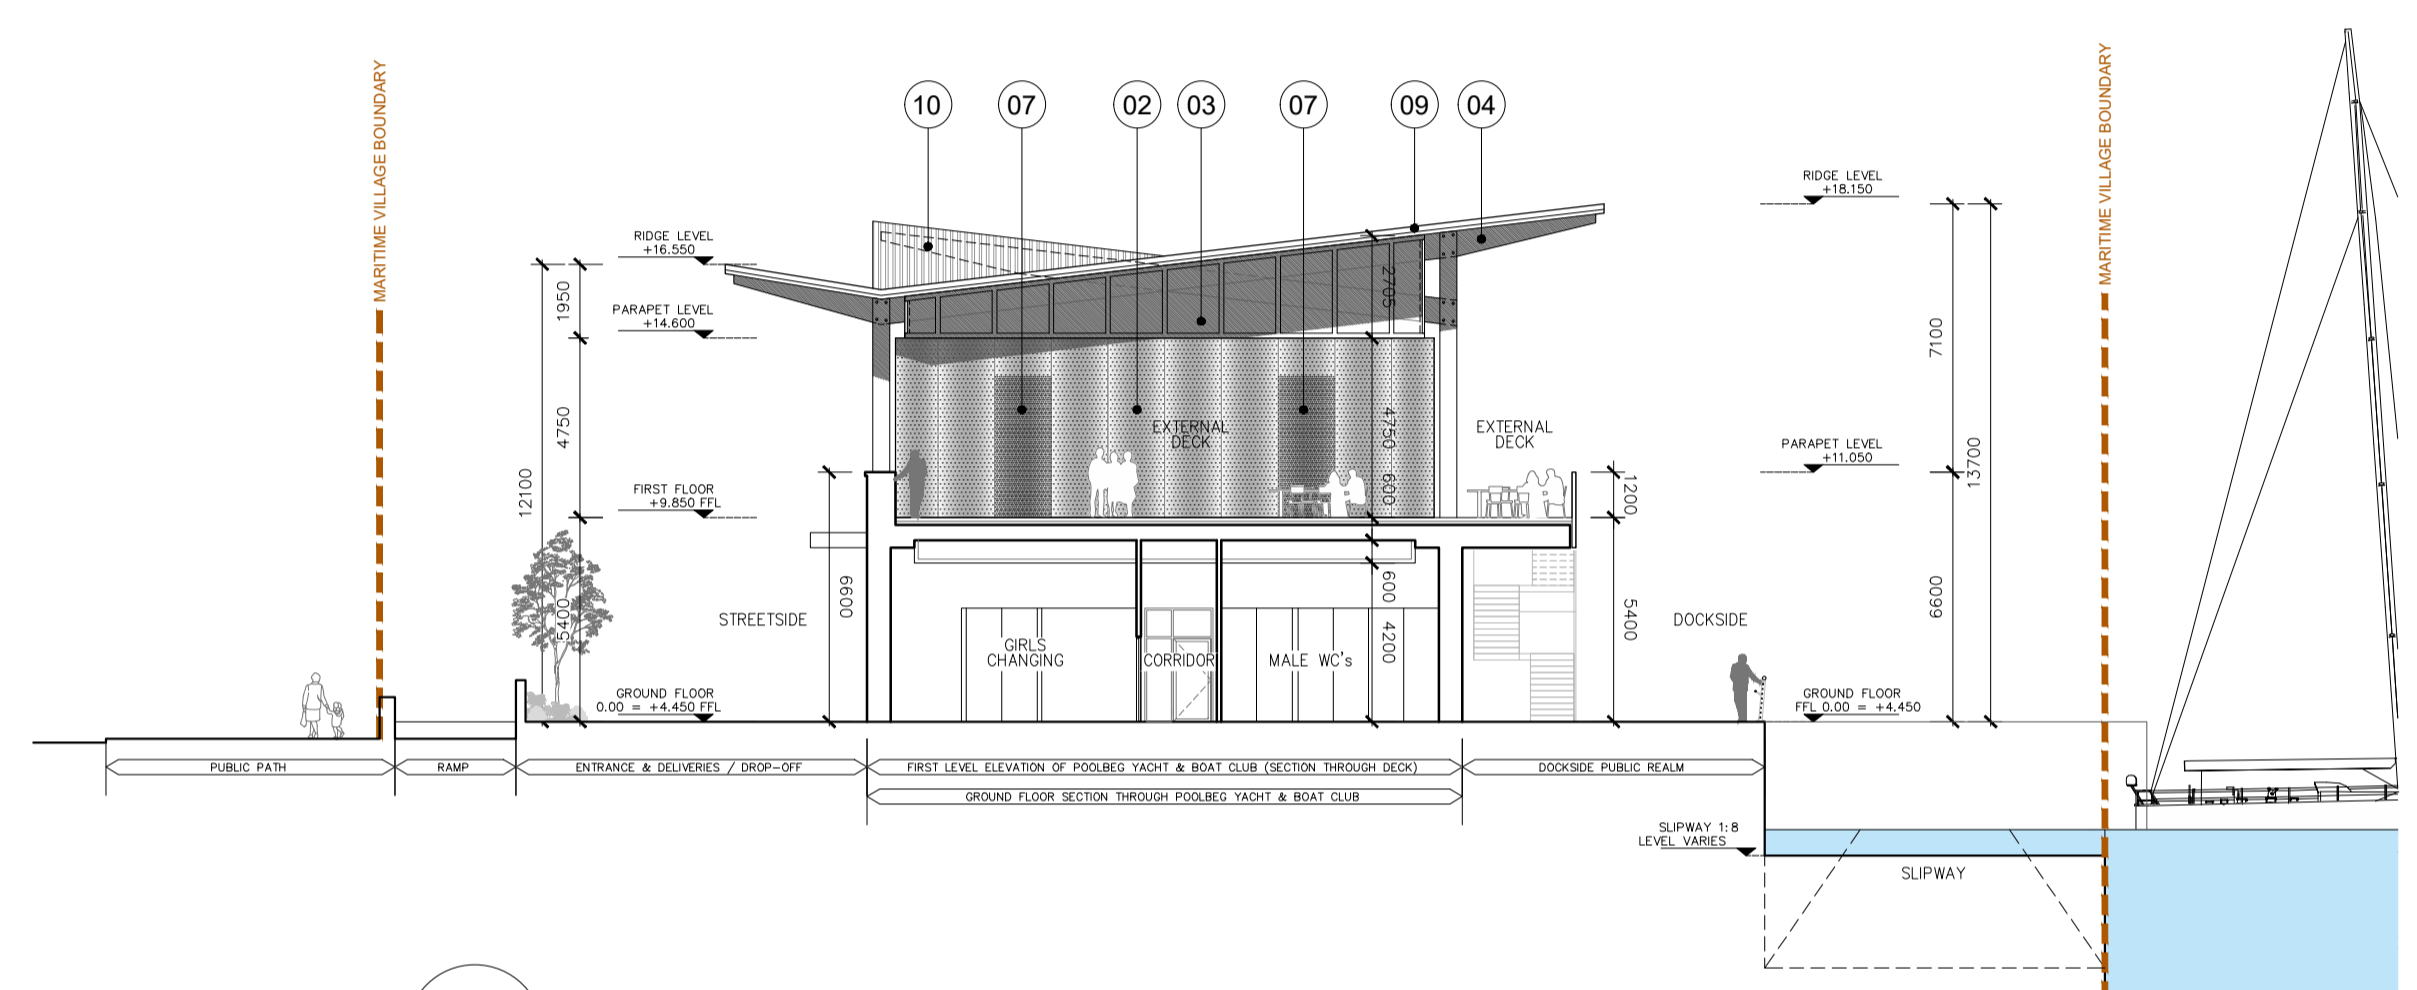 MARITIME VILLAGE BOUNDARY
10
07
02
03
07
09
04
MARITIME VILLAGE BOUNDARY
RIDGE LEVEL
+18.150
RIDGE LEVEL
+16.550
PARAPET LEVEL
+14.600
1950
2705
7100
4750
12100
EXTERNAL
DECK
4750
EXTERNAL
DECK
PARAPET LEVEL
+11.050
13700
FIRST FLOOR
+9.850 FFL
600
1200
5400
STREETSIDE
6600
600
4200
5400
DOCKSIDE
6600
GIRLS
CHANGING
CORRIDOR
MALE WC's
GROUND FLOOR
0.00 = +4.450 FFL
GROUND FLOOR
FFL 0.00 = +4.450
PUBLIC PATH
RAMP
ENTRANCE & DELIVERIES / DROP-OFF
FIRST LEVEL ELEVATION OF POOLBEG YACHT & BOAT CLUB (SECTION THROUGH DECK)
DOCKSIDE PUBLIC REALM
GROUND FLOOR SECTION THROUGH POOLBEG YACHT & BOAT CLUB
SLIPWAY 1:8
LEVEL VARIES
SLIPWAY